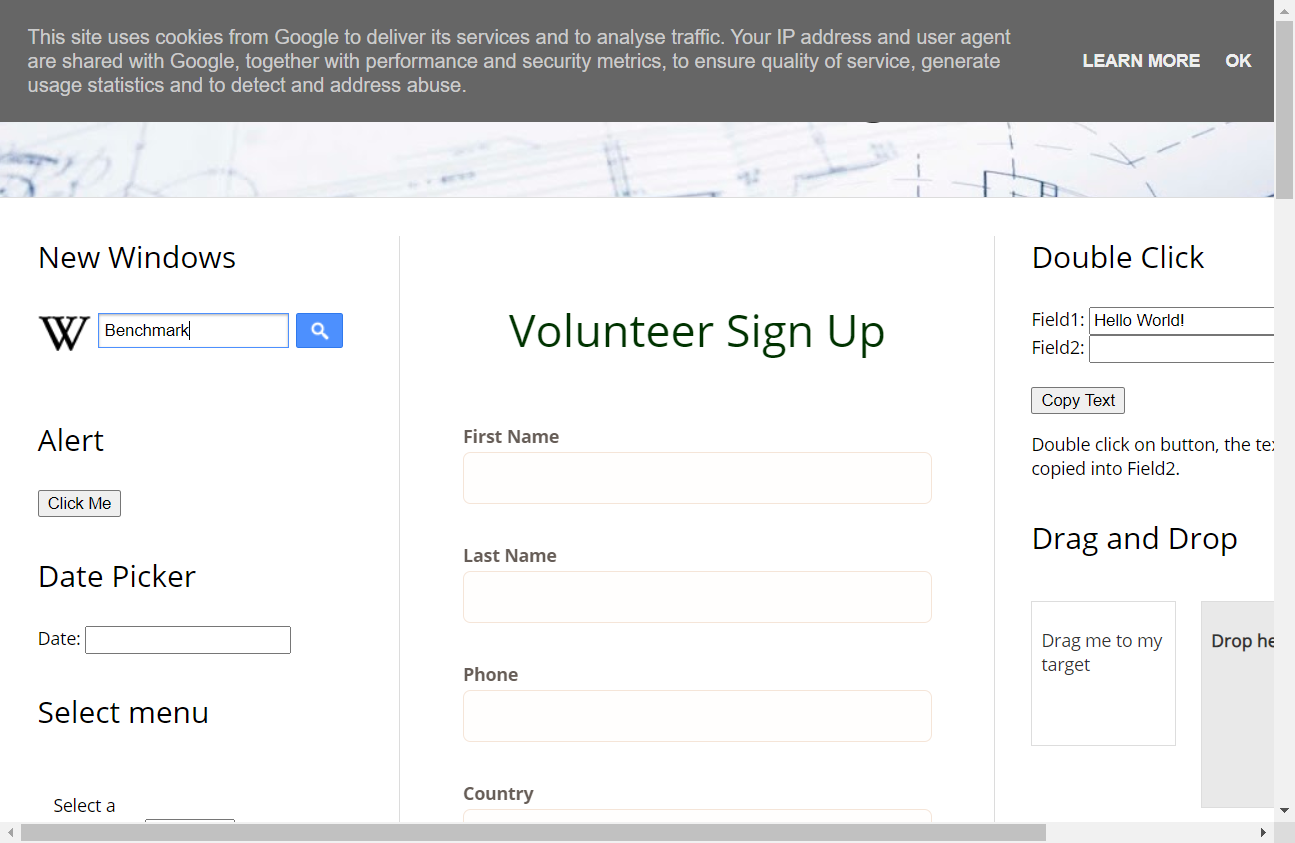 This site uses cookies from Google to deliver its services and to analyse traffic. Your IP address and user agent
are shared with Google, together with performance and security metrics, to ensure quality of service, generate
usage statistics and to detect and address abuse.
LEARN MORE
OK
New Windows
W
Benchmark
Alert
Click Me
Date Picker
Date:
Select menu
Select a
Volunteer Sign Up
First Name
Last Name
Phone
Country
Double Click
Field1: Hello World!
Field2:
Copy Text
Double click on button, the
copied into Field2.
Drag and Drop
Drag me to my
target
Drop